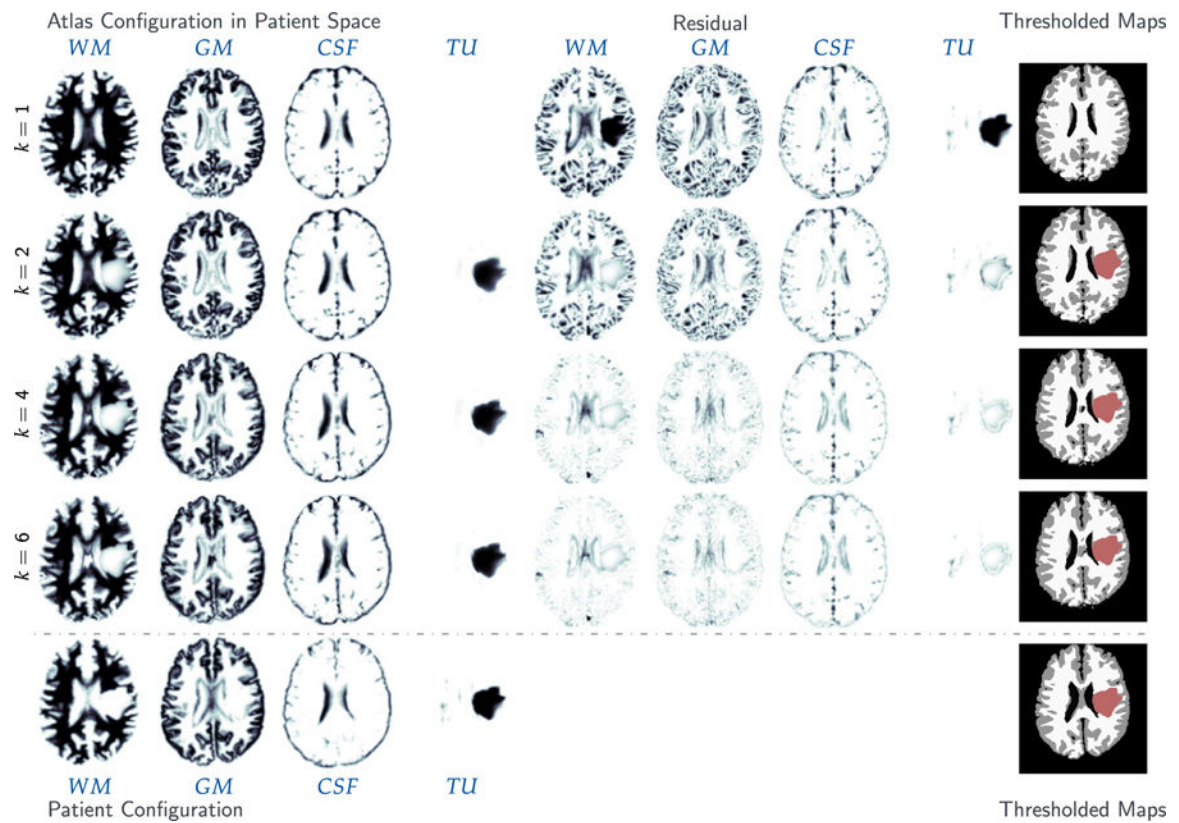 Atlas Configuration in Patient Space
Residual
Thresholded Maps
WM GM CSF TU WM GM CSF TU
k = 1
k = 2
k = 4
k = 6
WM GM CSF TU
Patient Configuration
Thresholded Maps